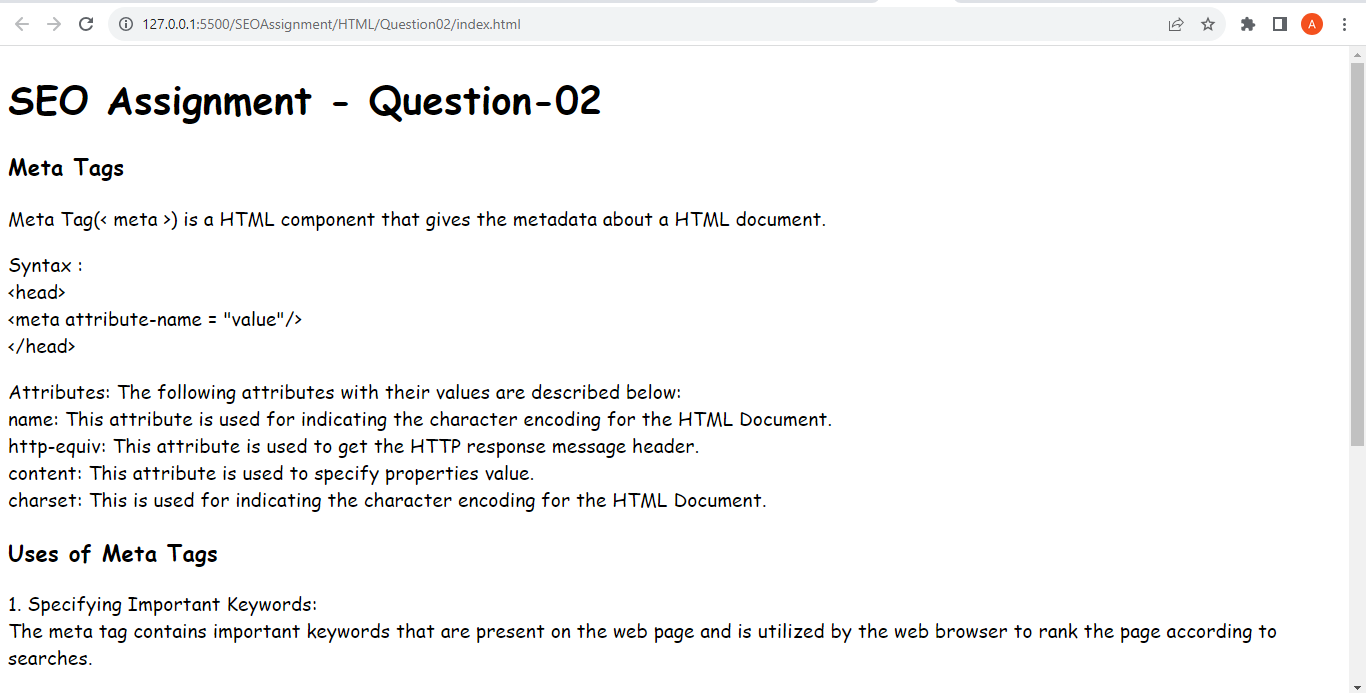 127.0.0.1:5500/SEOAssignment/HTML/Question02/index.html
A
SEO Assignment - Question-02
Meta Tags
Meta Tag(< meta >) is a HTML component that gives the metadata about a HTML document.
Syntax :
<head>
<meta attribute-name = "value"/>
</head>
Attributes: The following attributes with their values are described below:
name: This attribute is used for indicating the character encoding for the HTML Document.
http-equiv: This attribute is used to get the HTTP response message header.
content: This attribute is used to specify properties value.
charset: This is used for indicating the character encoding for the HTML Document.
Uses of Meta Tags
1. Specifying Important Keywords:
The meta tag contains important keywords that are present on the web page and is utilized by the web browser to rank the page according to
searches.